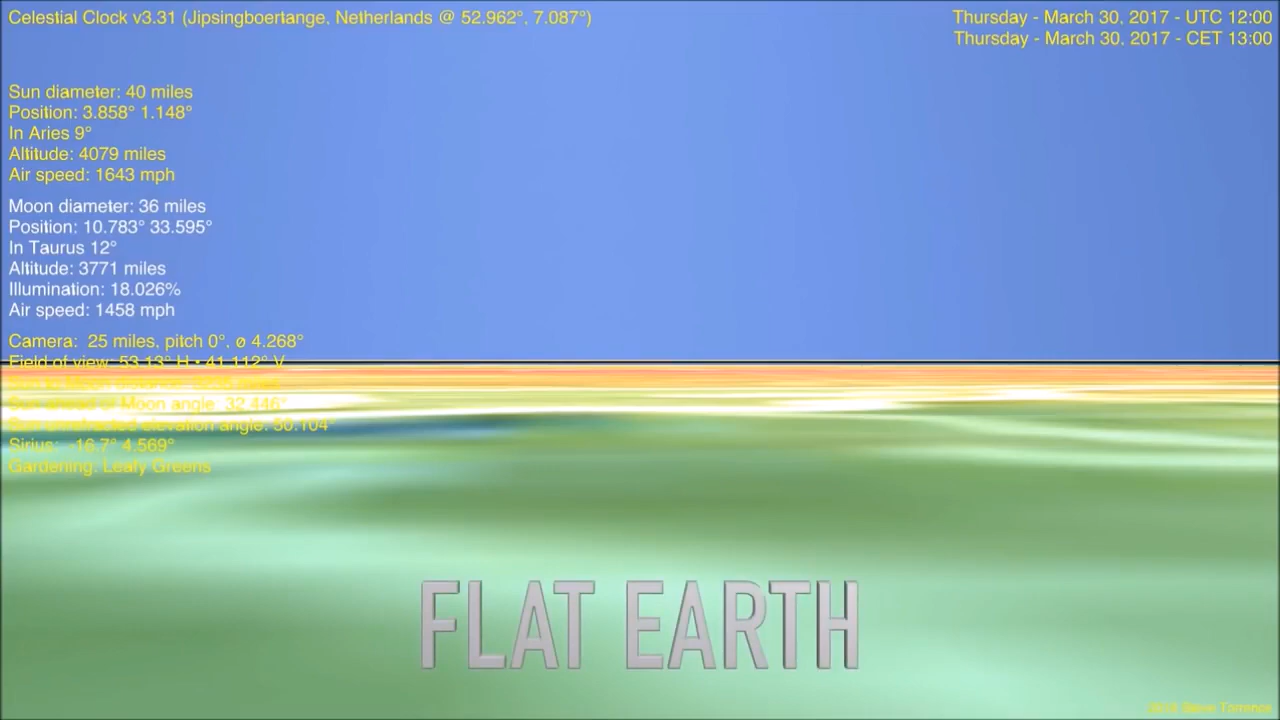 Celestial Clock v3.31 (Jipsingboertange, Netherlands @ 52.962°, 7.087°)
Thursday - March 30, 2017 - UTC 12:00
Thursday - March 30, 2017 - CET 13:00
Sun diameter: 40 miles
Position: 3.858° 1.148°
In Aries 9°
Altitude: 4079 miles
Air speed: 1643 mph
Moon diameter: 36 miles
Position: 10.783° 33.595°
In Taurus 12°
Altitude: 3771 miles
Illumination: 18.026%
Air speed: 1458 mph
Camera: 25 miles, pitch 0°, ø 4.268°
Field of view: 53.13° H • 41.112° V
Sun ahead of Moon angle: 32.446°
Sun unrefracted elevation angle: 50.104°
Sirius: -16.7° 4.569°
Gardening: Leafy Greens
FLAT EARTH
Torrence